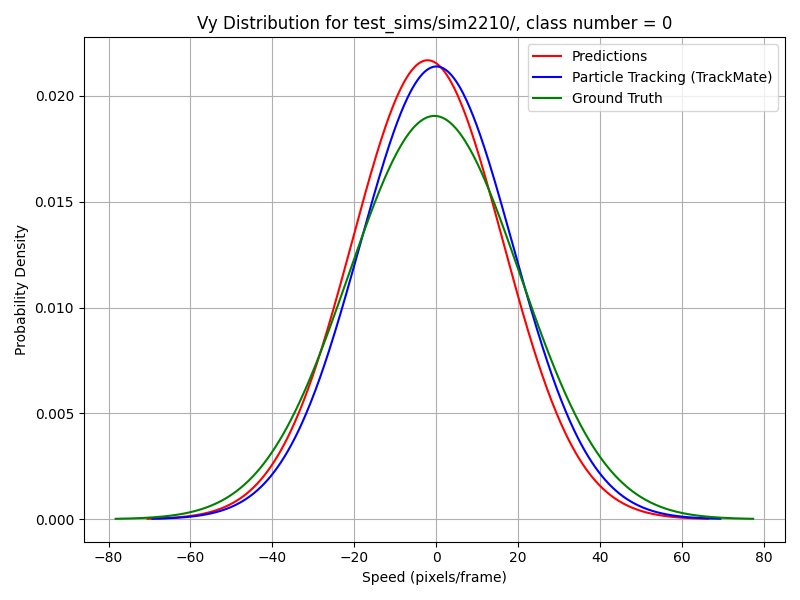 Vy Distribution for test_sims/sim2210/, class number = 0
Predictions
Particle Tracking (TrackMate)
Ground Truth
Probability Density
0.020
0.015
0.010
0.005
0.000
−80 −60 −40 −20 0 20 40 60 80
Speed (pixels/frame)